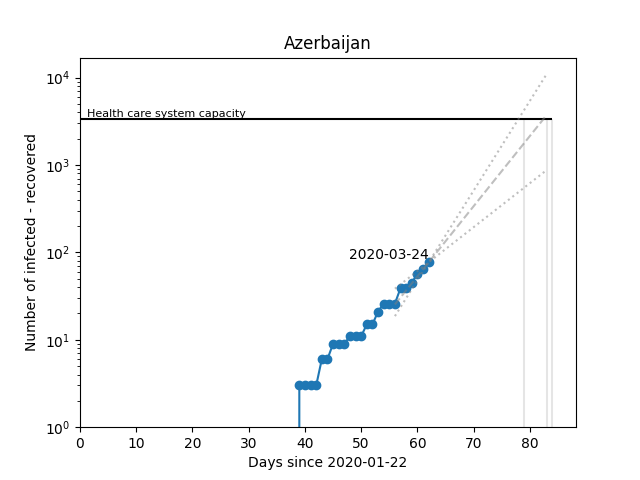 Azerbaijan
10⁴
Health care system capacity
10³
2020-03-24
10²
10¹
10⁰
Number of infected - recovered
0 10 20 30 40 50 60 70 80
Days since 2020-01-22